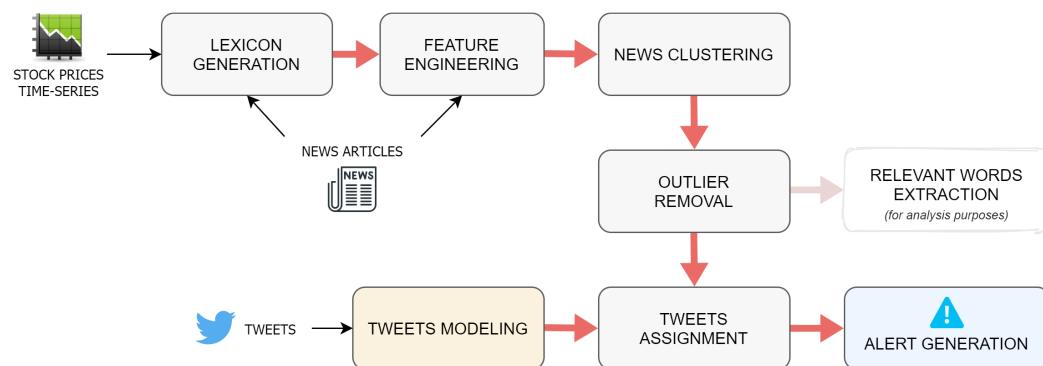 STOCK PRICES
TIME-SERIES
LEXICON
GENERATION
FEATURE
ENGINEERING
NEWS CLUSTERING
NEWS ARTICLES
NEWS
OUTLIER
REMOVAL
RELEVANT WORDS
EXTRACTION
(for analysis purposes)
TWEETS
TWEETS MODELING
TWEETS
ASSIGNMENT
!
ALERT GENERATION